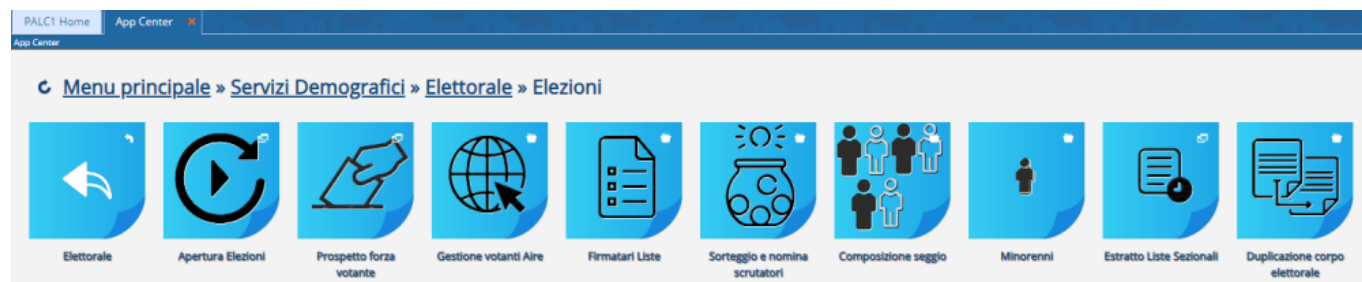 PALC1 Home App Center
App Center
Menu principale » Servizi Demografici » Elettorale » Elezioni
Elettorale Apertura Elezioni Prospetto forza votante Gestione votanti Aire Firmatari Liste Sorteggio e nomina scrutatori Composizione seggio Minorenni Estratto Liste Sezionali Duplicazione corpo elettorale